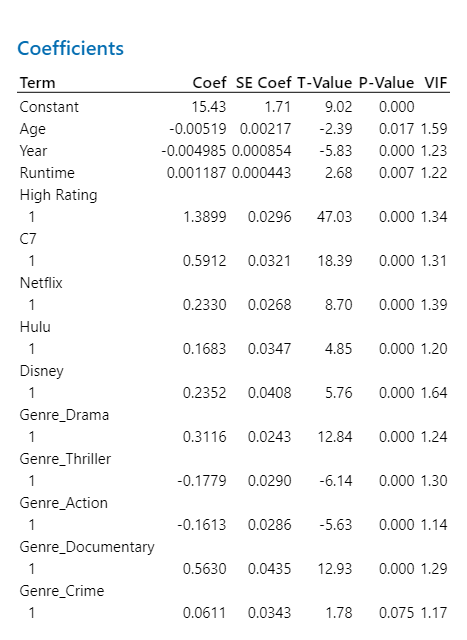 Coefficients
Term Coef SE Coef T-Value P-Value VIF
Constant 15.43 1.71 9.02 0.000
Age -0.00519 0.00217 -2.39 0.017 1.59
Year -0.004985 0.000854 -5.83 0.000 1.23
Runtime 0.001187 0.000443 2.68 0.007 1.22
High Rating
1 1.3899 0.0296 47.03 0.000 1.34
C7
1 0.5912 0.0321 18.39 0.000 1.31
Netflix
1 0.2330 0.0268 8.70 0.000 1.39
Hulu
1 0.1683 0.0347 4.85 0.000 1.20
Disney
1 0.2352 0.0408 5.76 0.000 1.64
Genre_Drama
1 0.3116 0.0243 12.84 0.000 1.24
Genre_Thriller
1 -0.1779 0.0290 -6.14 0.000 1.30
Genre_Action
1 -0.1613 0.0286 -5.63 0.000 1.14
Genre_Documentary
1 0.5630 0.0435 12.93 0.000 1.29
Genre_Crime
1 0.0611 0.0343 1.78 0.075 1.17